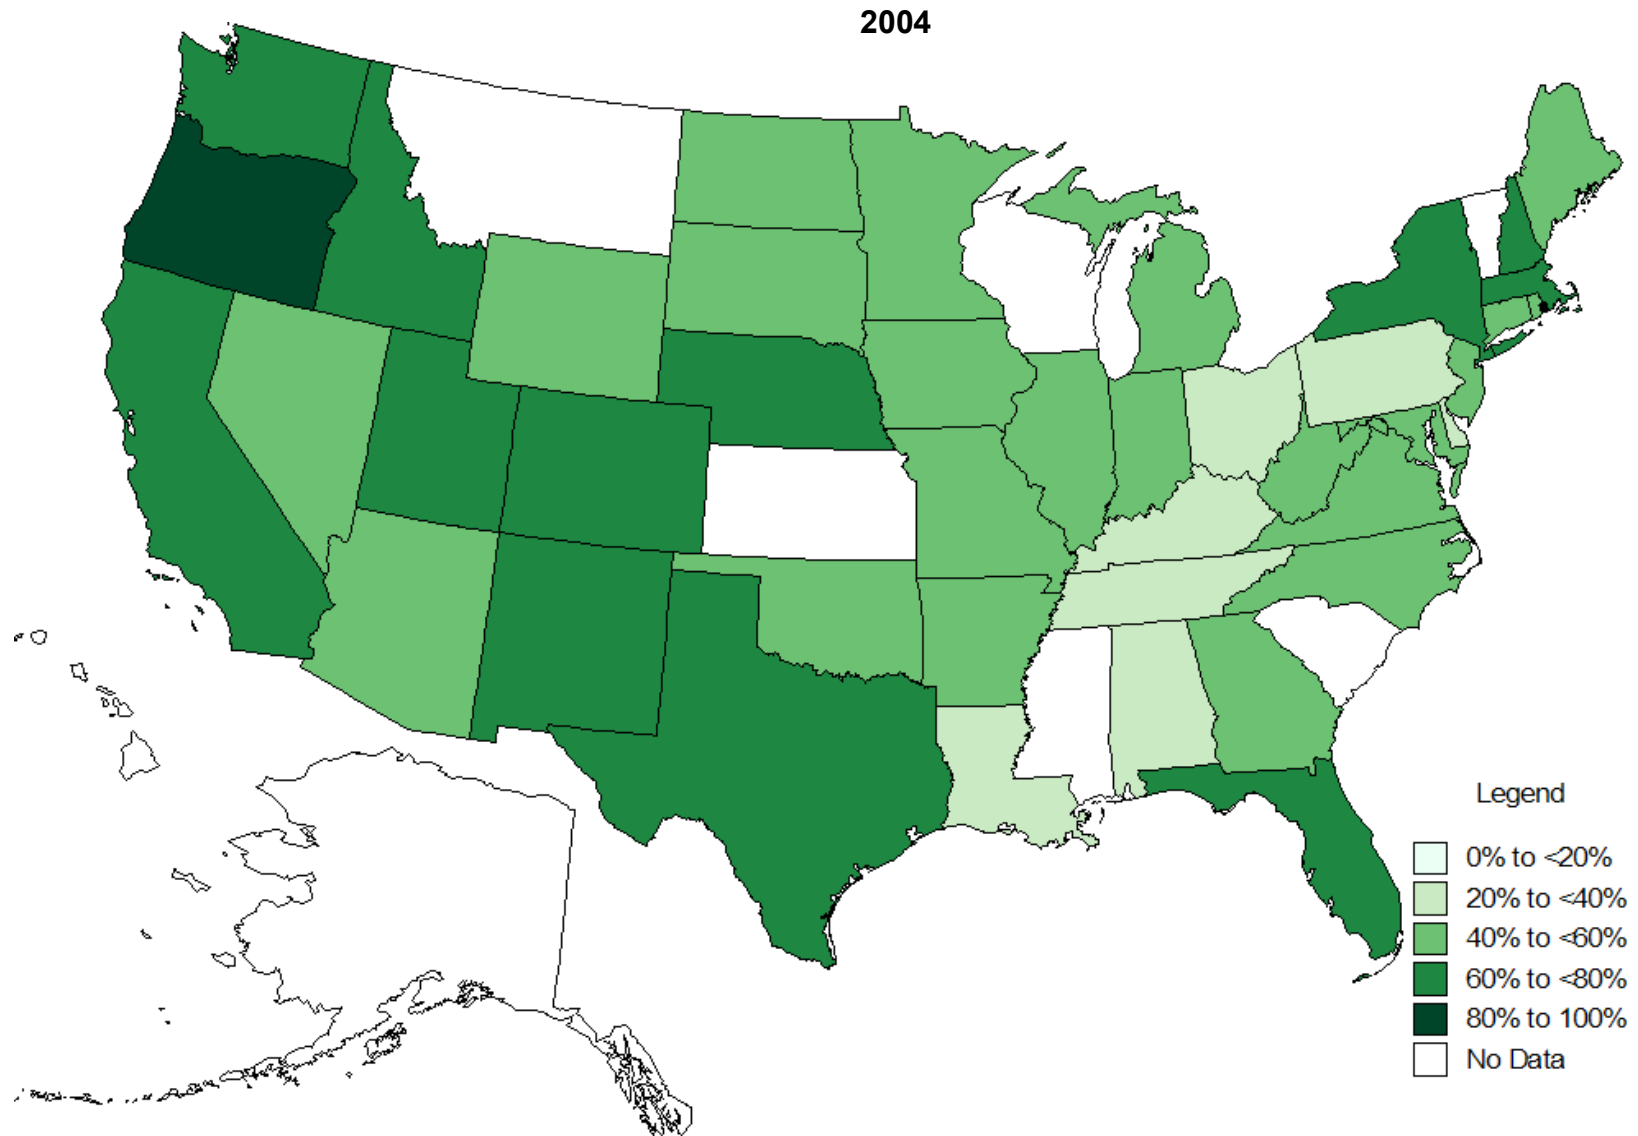 2004
Legend
0% to <20%
20% to <40%
40% to <60%
60% to <80%
80% to 100%
No Data